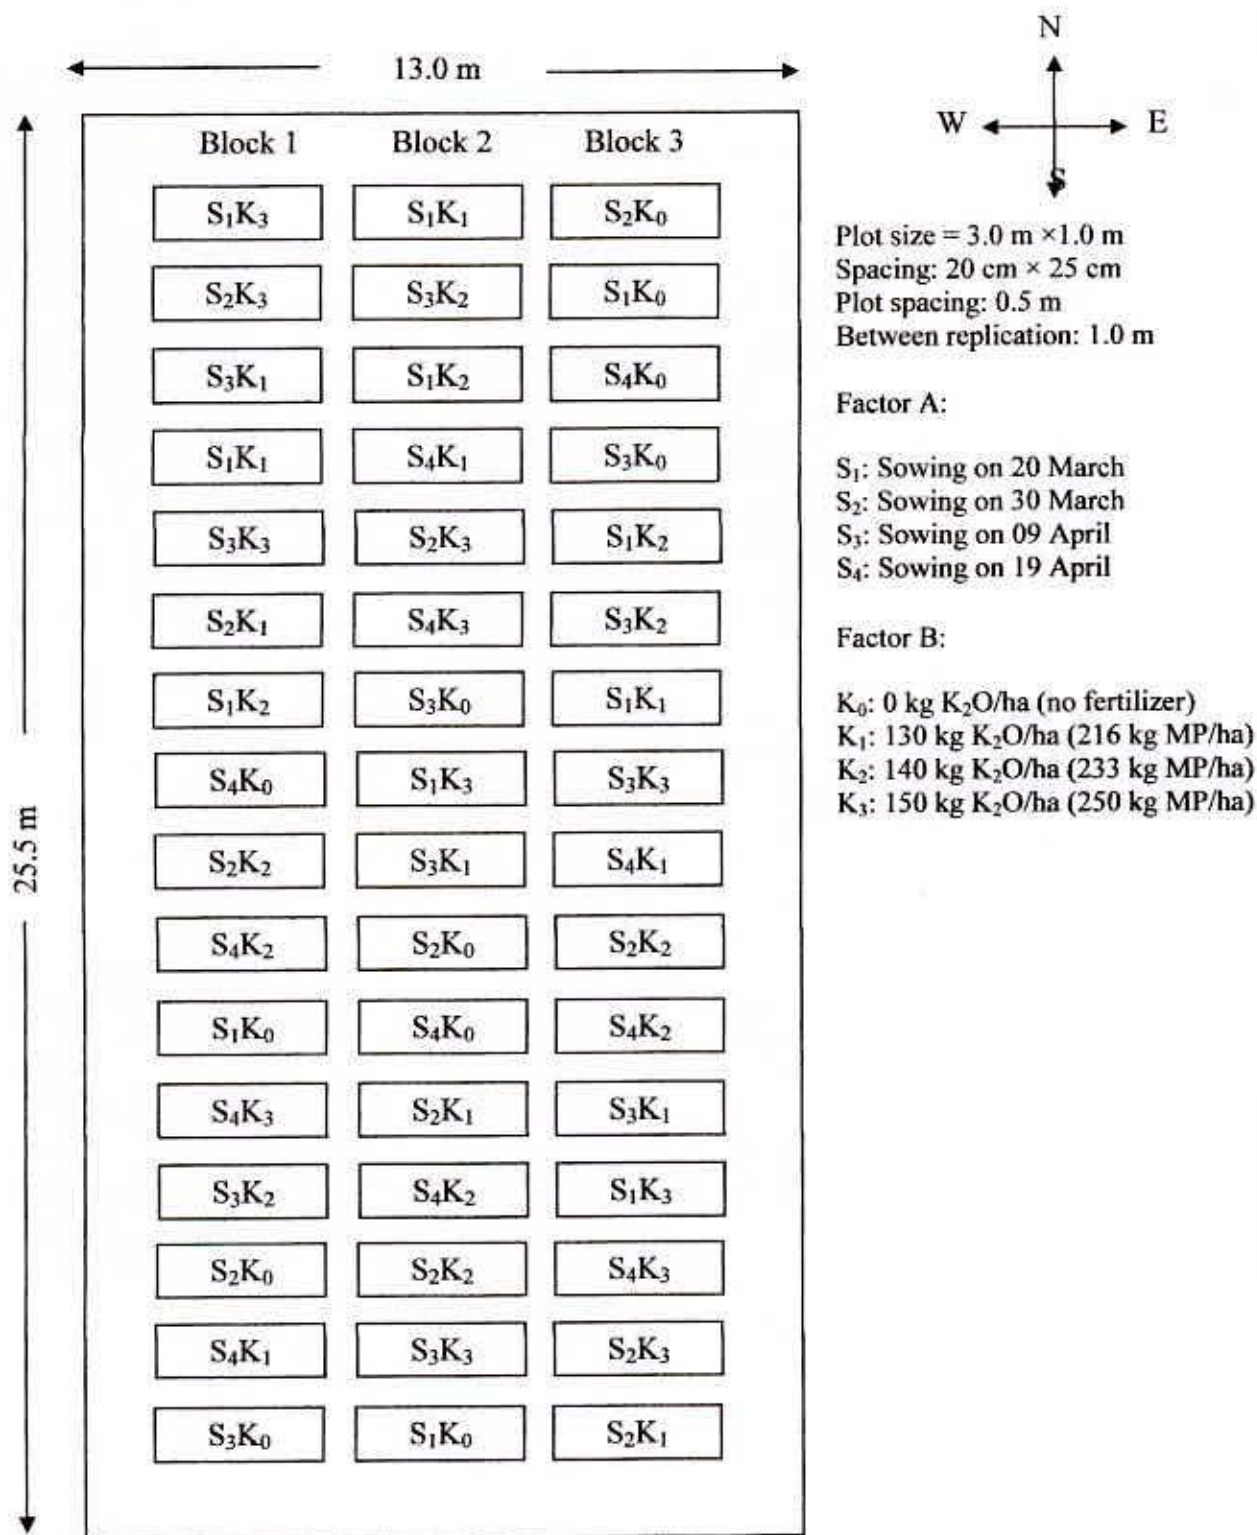 N
13.0 m
W E
S
Block 1 Block 2 Block 3
S₁K₃ S₁K₁ S₂K₀
S₂K₃ S₃K₂ S₁K₀
S₃K₁ S₁K₂ S₄K₀
S₁K₁ S₄K₁ S₃K₀
S₃K₃ S₂K₃ S₁K₂
S₂K₁ S₄K₃ S₃K₂
S₁K₂ S₃K₀ S₁K₁
S₄K₀ S₁K₃ S₃K₃
S₂K₂ S₃K₁ S₄K₁
S₄K₂ S₂K₀ S₂K₂
S₁K₀ S₄K₀ S₄K₂
S₄K₃ S₂K₁ S₃K₁
S₃K₂ S₄K₂ S₁K₃
S₂K₀ S₂K₂ S₄K₃
S₄K₁ S₃K₃ S₂K₃
S₃K₀ S₁K₀ S₂K₁
25.5 m
Plot size = 3.0 m ×1.0 m
Spacing: 20 cm × 25 cm
Plot spacing: 0.5 m
Between replication: 1.0 m
Factor A:
S₁: Sowing on 20 March
S₂: Sowing on 30 March
S₃: Sowing on 09 April
S₄: Sowing on 19 April
Factor B:
K₀: 0 kg K₂O/ha (no fertilizer)
K₁: 130 kg K₂O/ha (216 kg MP/ha)
K₂: 140 kg K₂O/ha (233 kg MP/ha)
K₃: 150 kg K₂O/ha (250 kg MP/ha)